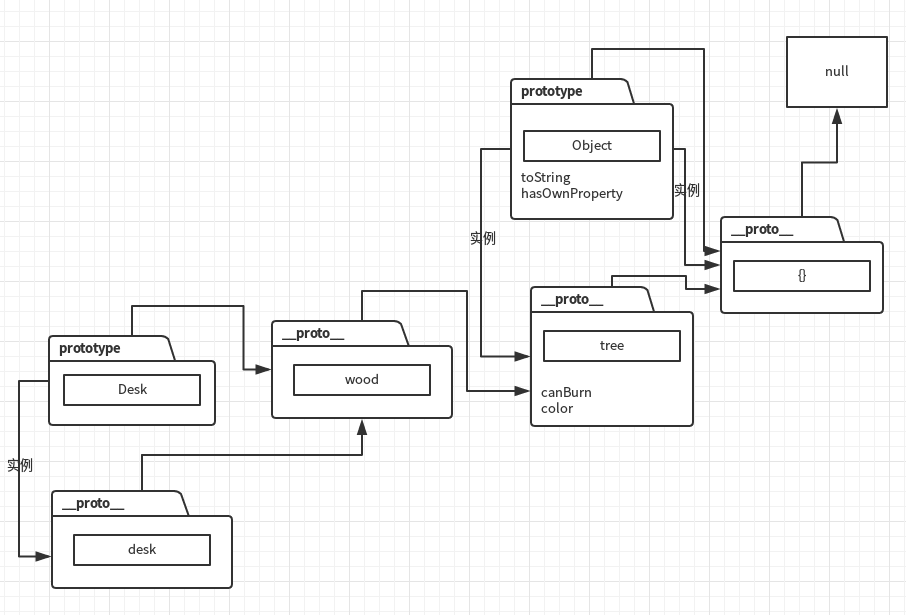 null
prototype
Object
toString
hasOwnProperty
实例
实例
__proto__
{}
__proto__
tree
canBurn
color
__proto__
wood
prototype
Desk
实例
__proto__
desk